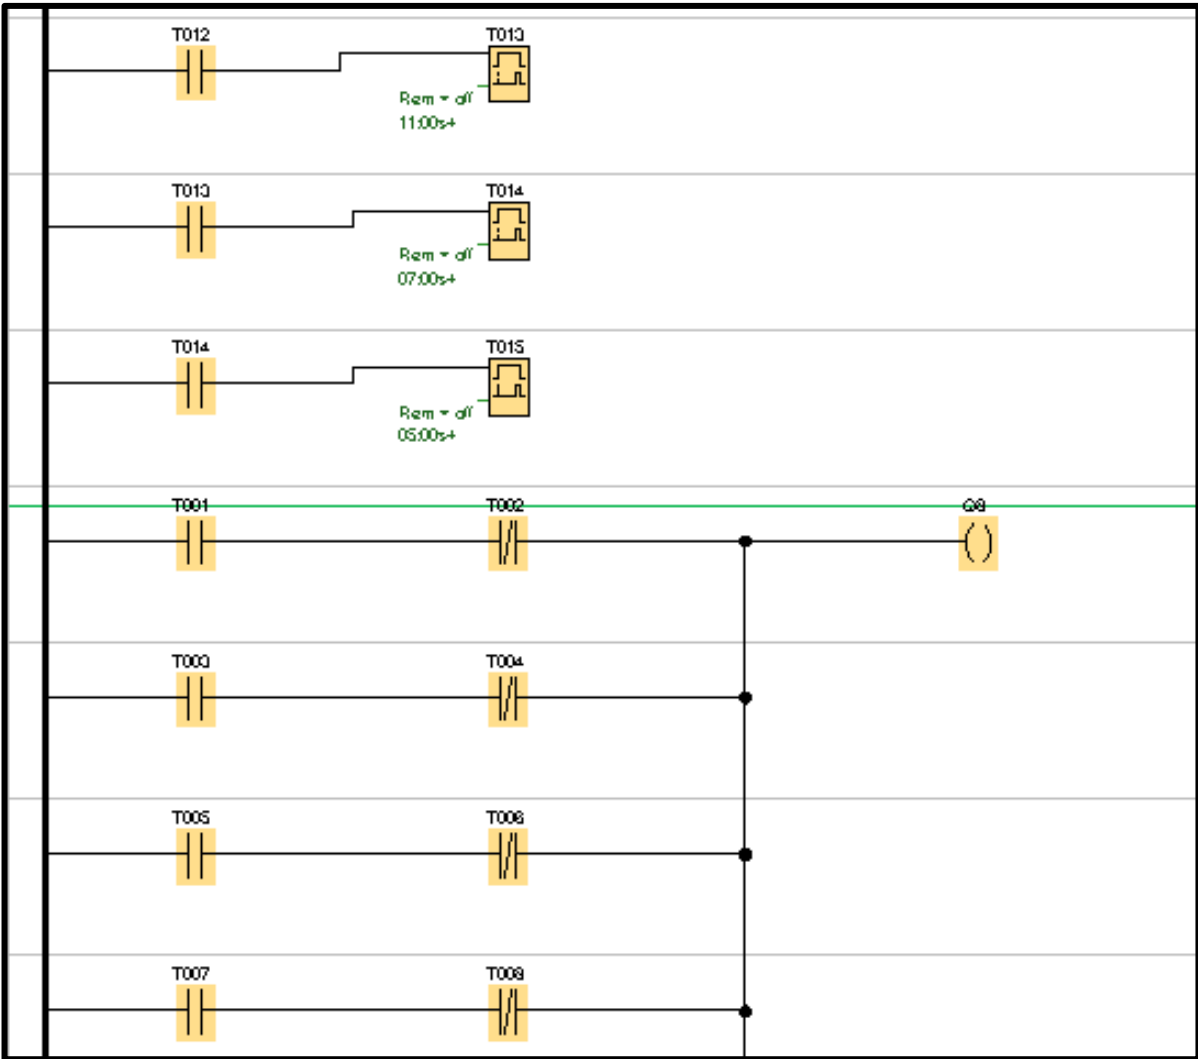 T012 T013
Rem = off
11:00s+
T013 T014
Rem = off
07:00s+
T014 T015
Rem = off
05:00s+
T001 T002
T003 T004
T005 T006
T007 T008